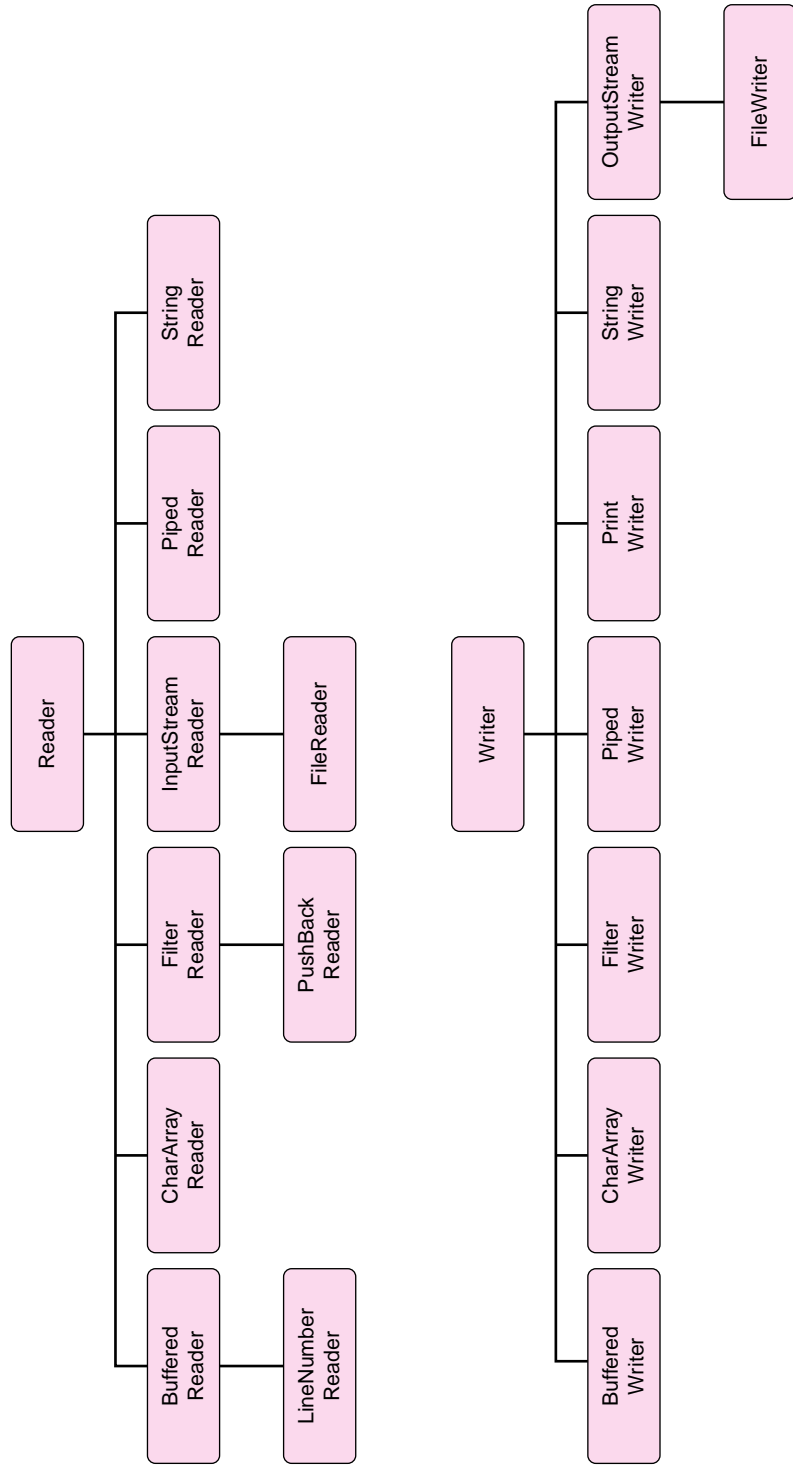 Reader
Buffered
Reader
CharArray
Reader
Filter
Reader
InputStream
Reader
Piped
Reader
String
Reader
LineNumber
Reader
PushBack
Reader
FileReader
Writer
Buffered
Writer
CharArray
Writer
Filter
Writer
Piped
Writer
Print
Writer
String
Writer
OutputStream
Writer
FileWriter